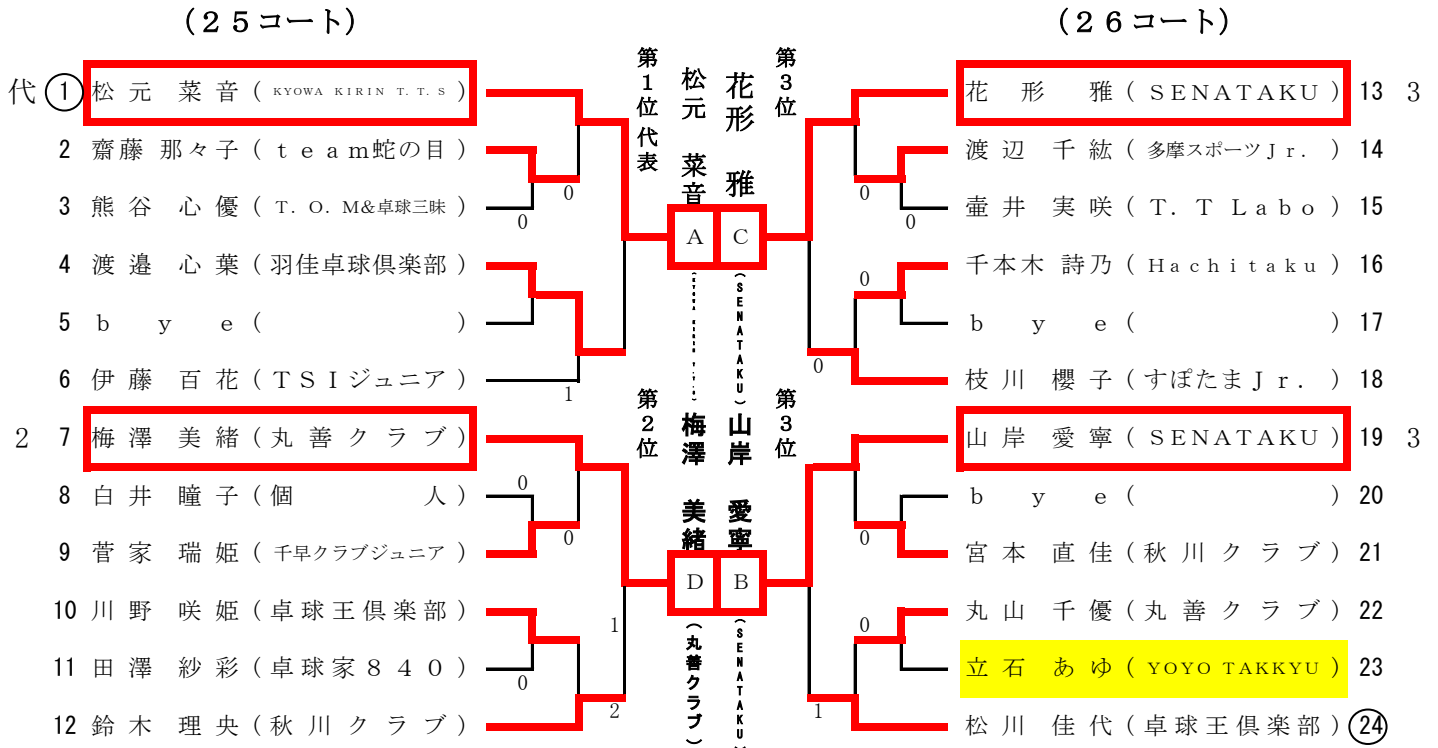 (25コート)
(26コート)
代 ① 松元 菜音 ( KYOWA KIRIN T.T.S )
2 齋藤 那々子 ( team蛇の目 )
0
3 熊谷 心優 ( T.O.M&卓球三昧 )
0
4 渡邉 心葉 ( 羽佳卓球倶楽部 )
5 bye ( )
6 伊藤 百花 ( TSIジュニア )
1
2 7 梅澤 美緒 ( 丸善クラブ )
8 白井 瞳子 ( 個人 )
0
9 菅家 瑞姫 ( 千早クラブジュニア )
0
10 川野 咲姫 ( 卓球王倶楽部 )
1
11 田澤 紗彩 ( 卓球家840 )
0
12 鈴木 理央 ( 秋川クラブ )
2
第1位代表
松元 菜音
花形 雅
第3位
A C
(SENATAKU)
第2位
梅澤 美緒
山岸 愛寧
第3位
D B
(丸善クラブ)
(SENATAKU)
花形 雅 ( SENATAKU ) 13 3
渡辺 千紘 ( 多摩スポーツJr. ) 14
0
壷井 実咲 ( T.T Labo ) 15
0
千本木 詩乃 ( Hachitaku ) 16
0
bye ( ) 17
枝川 櫻子 ( すぽたまJr. ) 18
0
山岸 愛寧 ( SENATAKU ) 19 3
bye ( ) 20
宮本 直佳 ( 秋川クラブ ) 21
0
丸山 千優 ( 丸善クラブ ) 22
0
立石 あゆ ( YOYO TAKKYU ) 23
松川 佳代 ( 卓球王倶楽部 ) ㉔
1